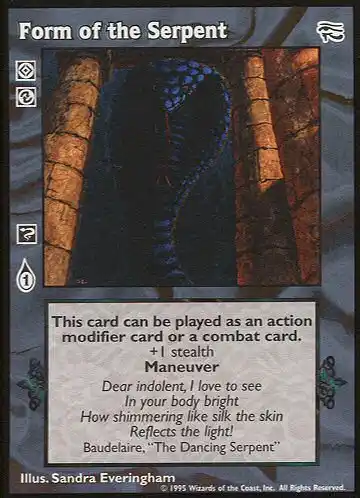 Form of the Serpent
1
This card can be played as an action
modifier card or a combat card.
+1 stealth
Maneuver
Dear indolent, I love to see
In your body bright
How shimmering like silk the skin
Reflects the light!
Baudelaire, "The Dancing Serpent"
Illus. Sandra Everingham
© 1995 Wizards of the Coast, Inc. All Rights Reserved.